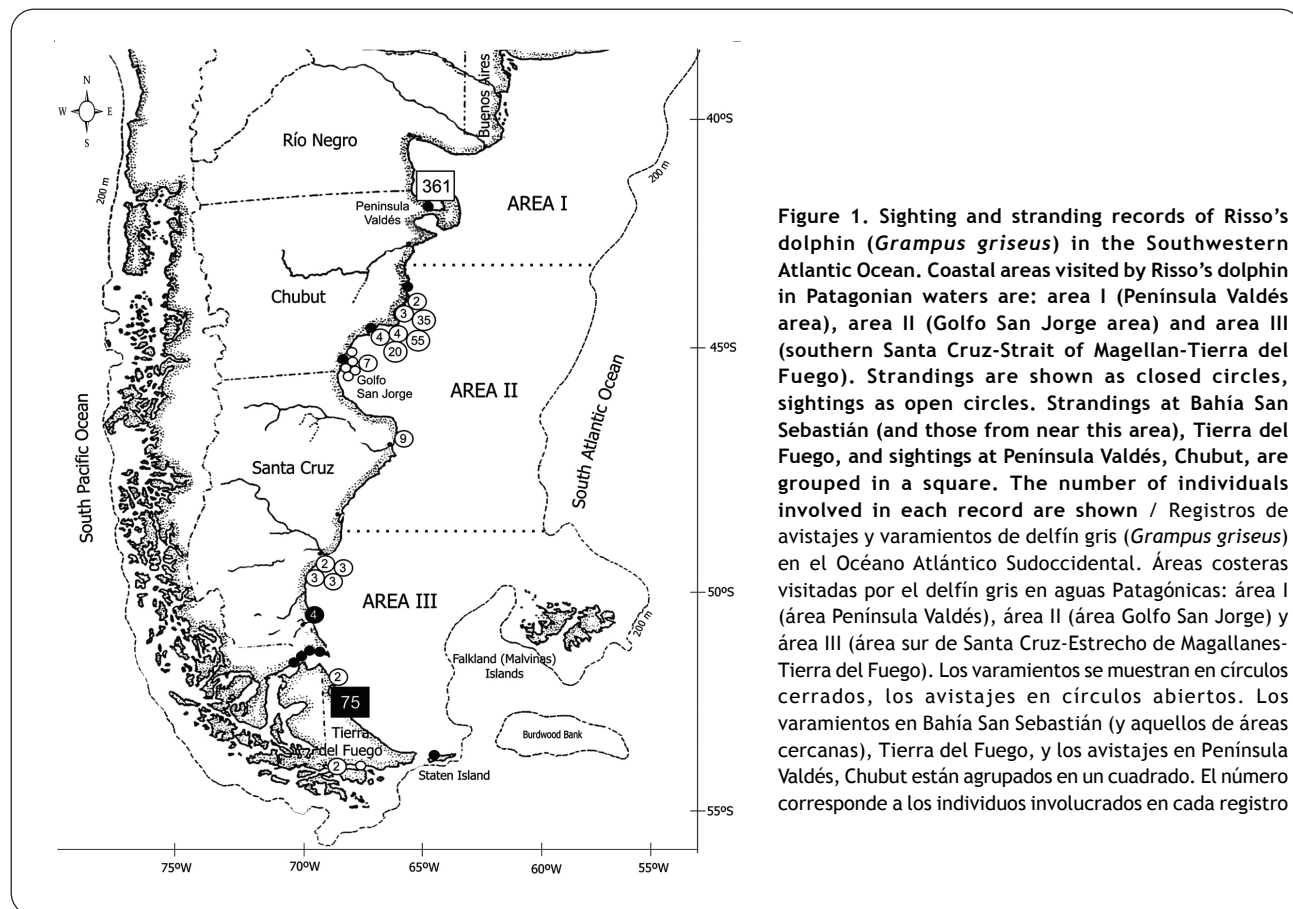 N
W E
S
Buenos Aires
40ºS
Río Negro
200 m
200 m
361
Peninsula
Valdés
AREA I
Chubut
2
3
35
4
4
55
20
45ºS
7
Golfo
San Jorge
AREA II
South Pacific Ocean
South Atlantic Ocean
9
Santa Cruz
2
3
3
3
AREA III
50ºS
4
200 m
Falkland (Malvinas)
Islands
2
75
Tierra
del Fuego
Burdwood Bank
2
Staten Island
55ºS
75ºW
70ºW
65ºW
60ºW
55ºW
Figure 1. Sighting and stranding records of Risso's
dolphin (Grampus griseus) in the Southwestern
Atlantic Ocean. Coastal areas visited by Risso's dolphin
in Patagonian waters are: area I (Península Valdés
area), area II (Golfo San Jorge area) and area III
(southern Santa Cruz-Strait of Magellan-Tierra del
Fuego). Strandings are shown as closed circles,
sightings as open circles. Strandings at Bahía San
Sebastián (and those from near this area), Tierra del
Fuego, and sightings at Península Valdés, Chubut, are
grouped in a square. The number of individuals
involved in each record are shown / Registros de
avistajes y varamientos de delfín gris (Grampus griseus)
en el Océano Atlántico Sudoccidental. Áreas costeras
visitadas por el delfín gris en aguas Patagónicas: área I
(área Península Valdés), área II (área Golfo San Jorge) y
área III (área sur de Santa Cruz-Estrecho de Magallanes-
Tierra del Fuego). Los varamientos se muestran en círculos
cerrados, los avistajes en círculos abiertos. Los
varamientos en Bahía San Sebastián (y aquellos de áreas
cercanas), Tierra del Fuego, y los avistajes en Península
Valdés, Chubut están agrupados en un cuadrado. El número
corresponde a los individuos involucrados en cada registro